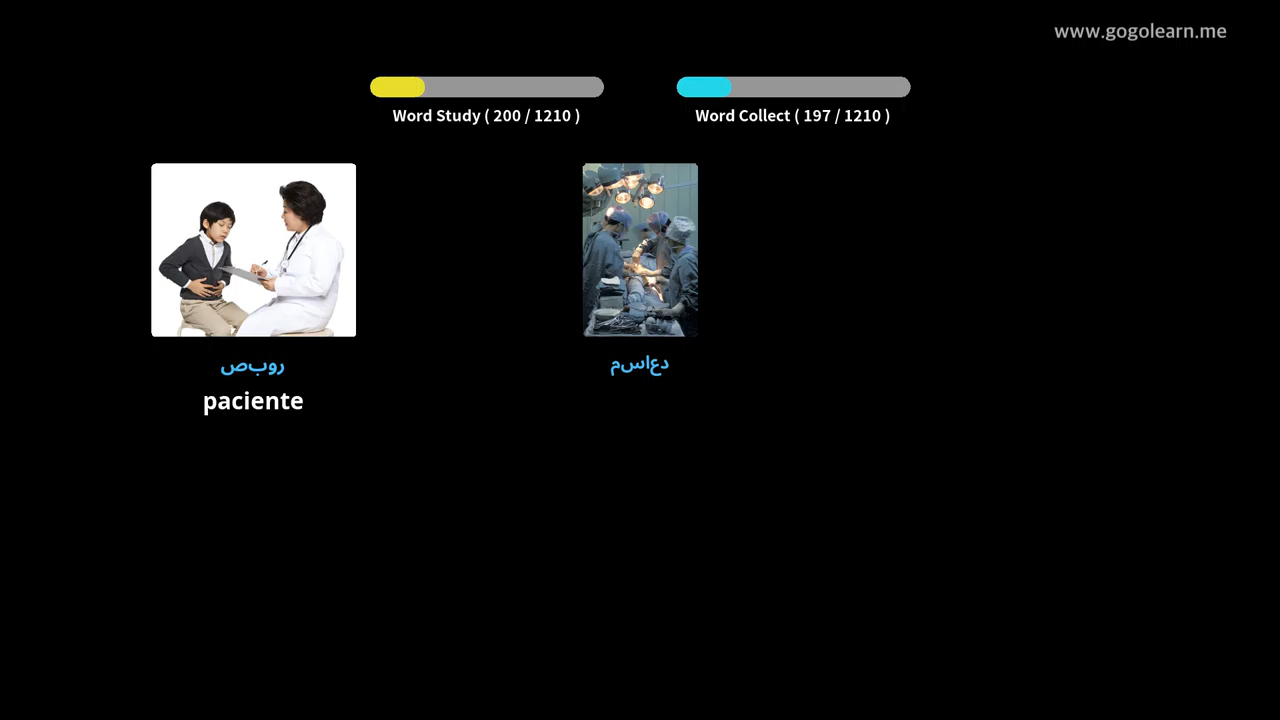 www.gogolearn.me
Word Study ( 200 / 1210 )
Word Collect ( 197 / 1210 )
روبص
دعاسم
paciente